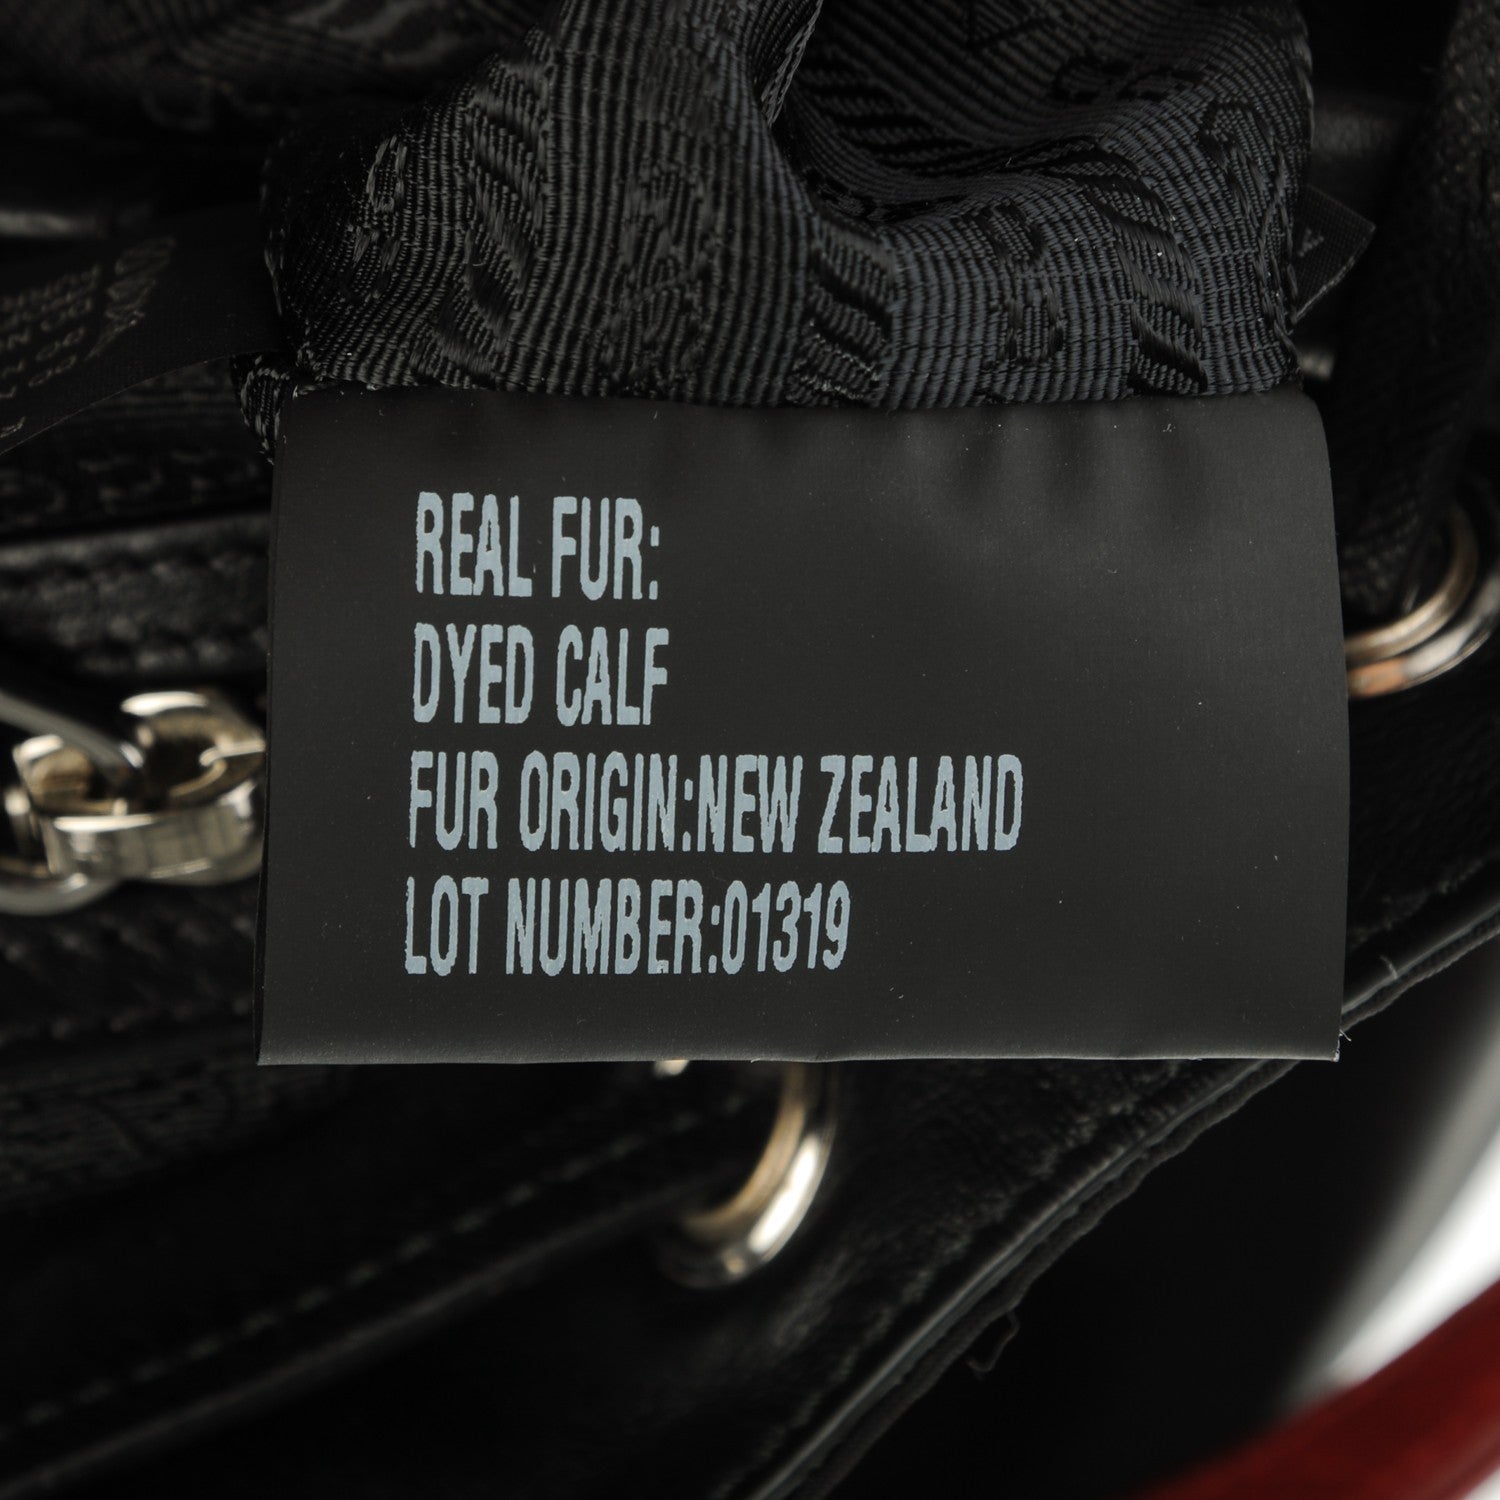 REAL FUR:
DYED CALF
FUR ORIGIN:NEW ZEALAND
LOT NUMBER:01319